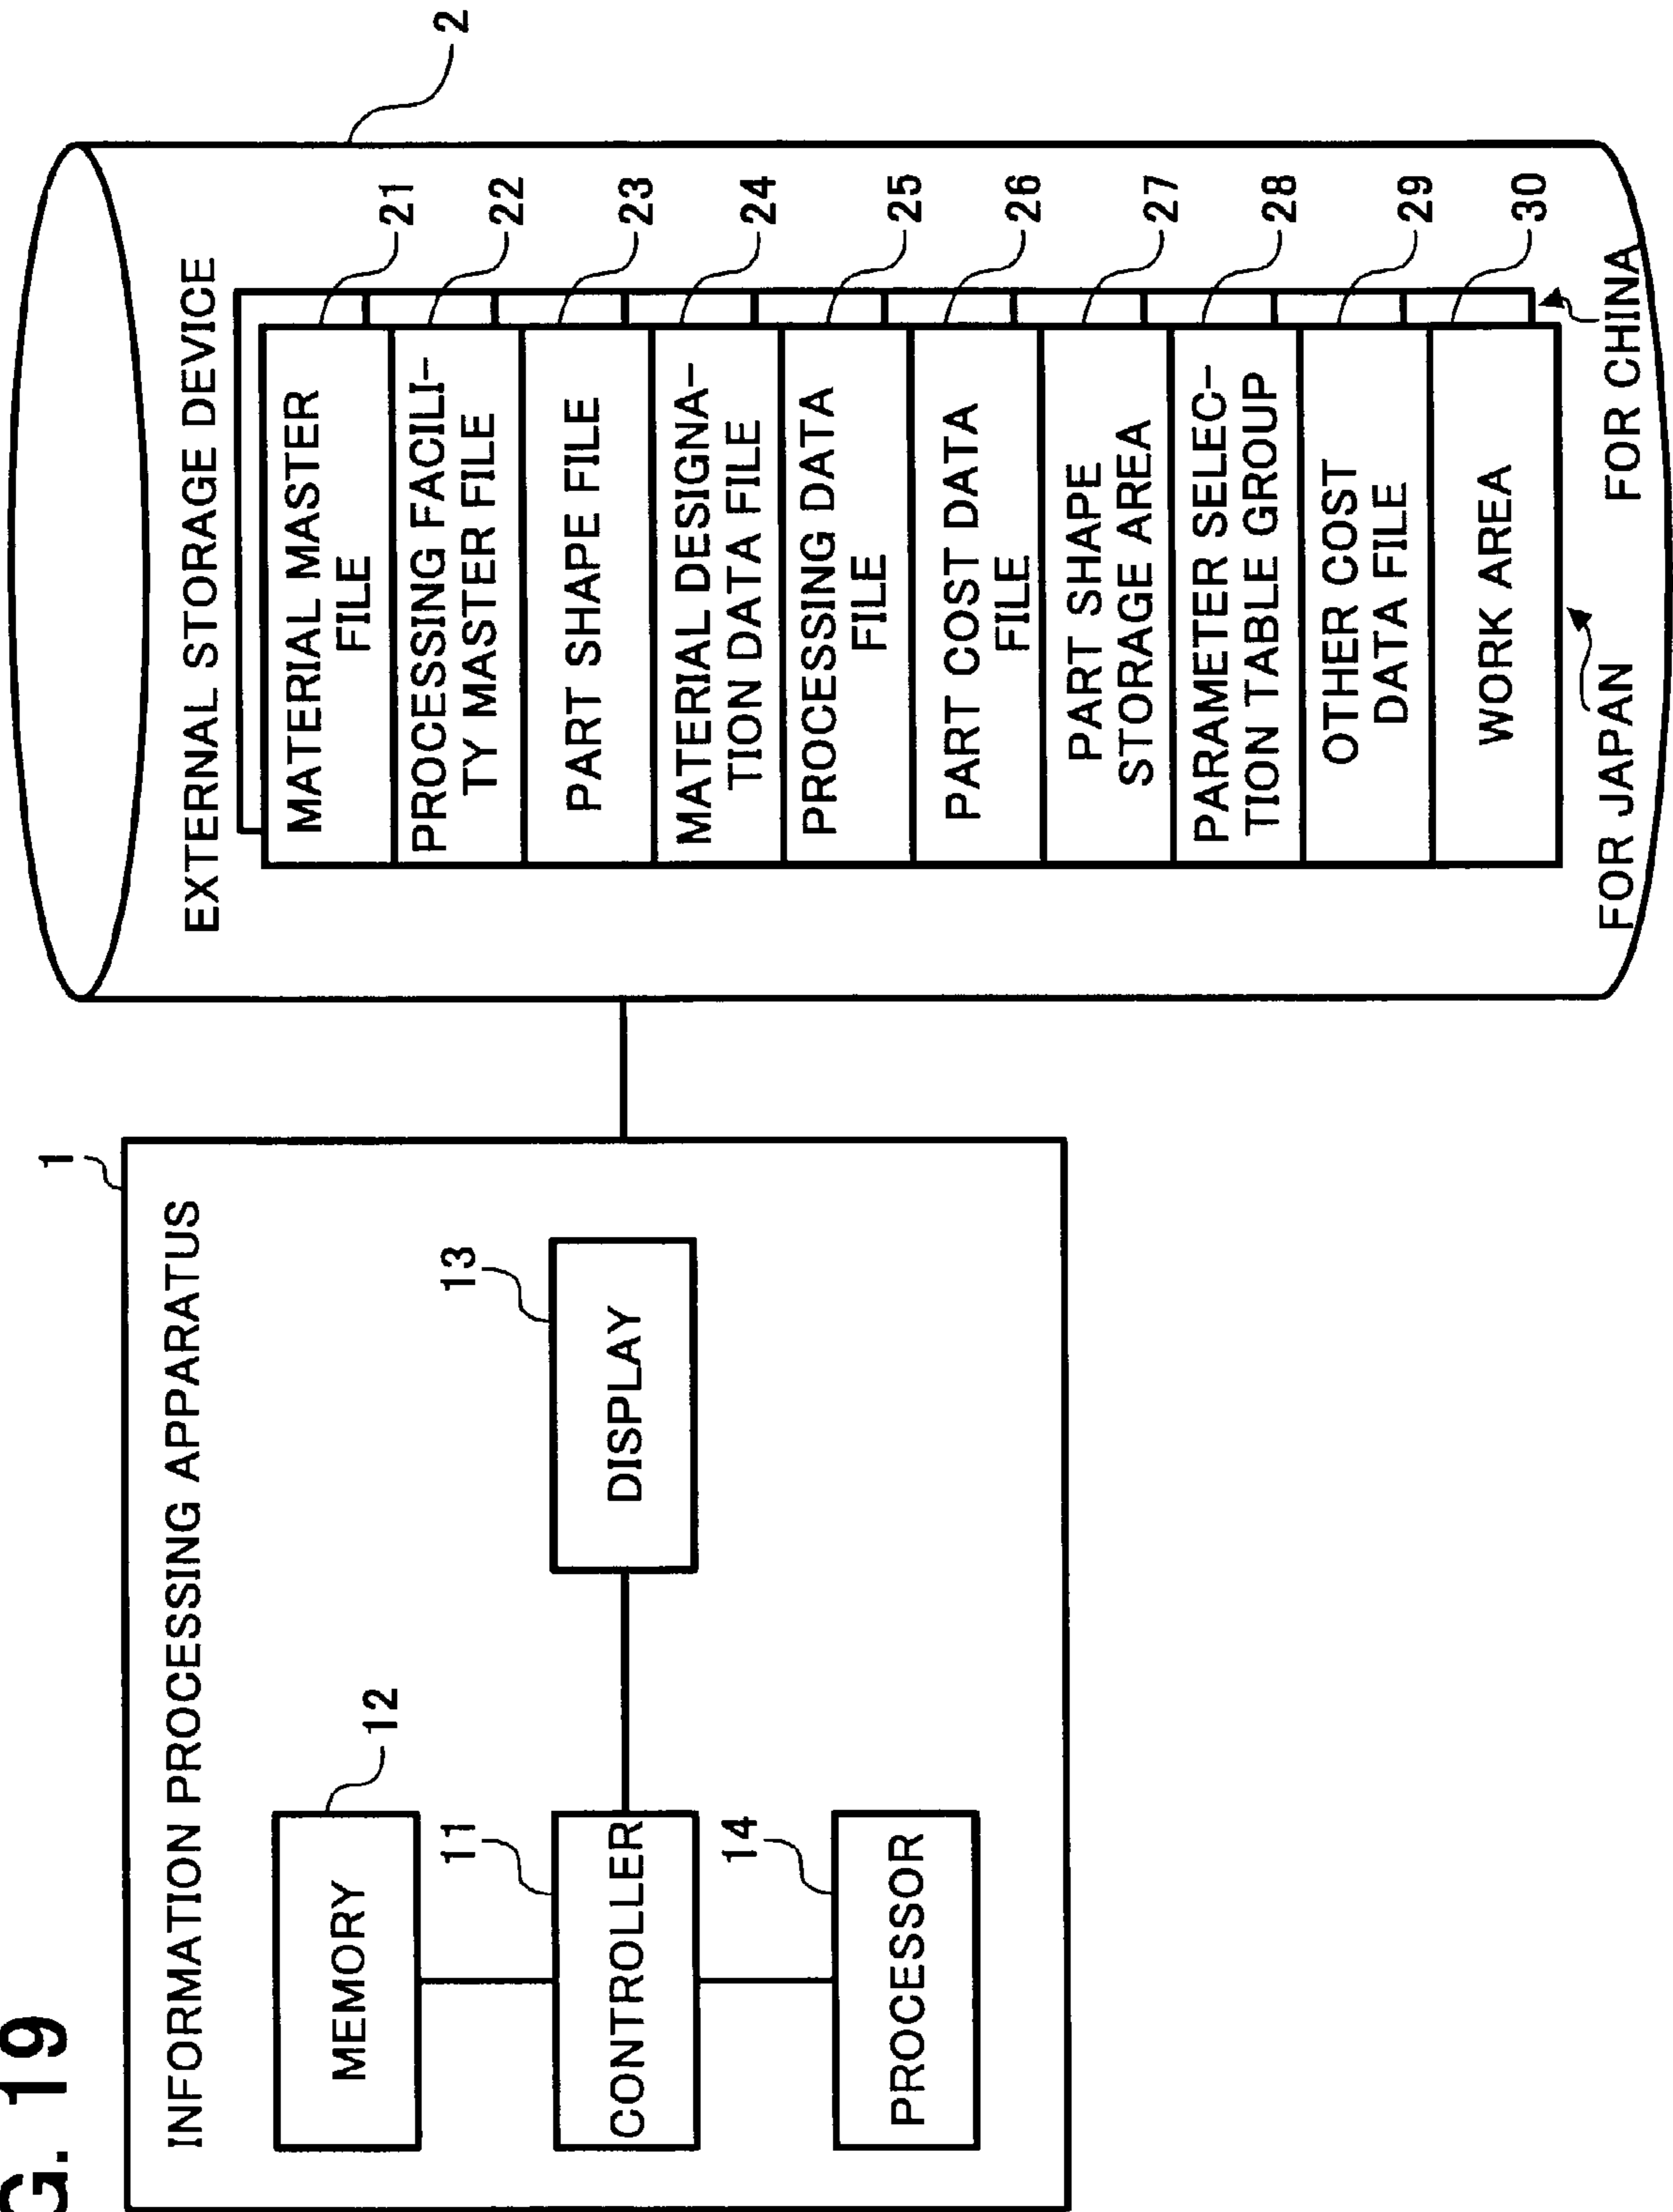 G. 19
1
INFORMATION PROCESSING APPARATUS
MEMORY
12
CONTROLLER
11
DISPLAY
13
PROCESSOR
14
2
EXTERNAL STORAGE DEVICE
MATERIAL MASTER
FILE
21
PROCESSING FACILI-
TY MASTER FILE
22
PART SHAPE FILE
23
MATERIAL DESIGNA-
TION DATA FILE
24
PROCESSING DATA
FILE
25
PART COST DATA
FILE
26
PART SHAPE
STORAGE AREA
27
PARAMETER SELEC-
TION TABLE GROUP
28
OTHER COST
DATA FILE
29
WORK AREA
30
FOR JAPAN
FOR CHINA